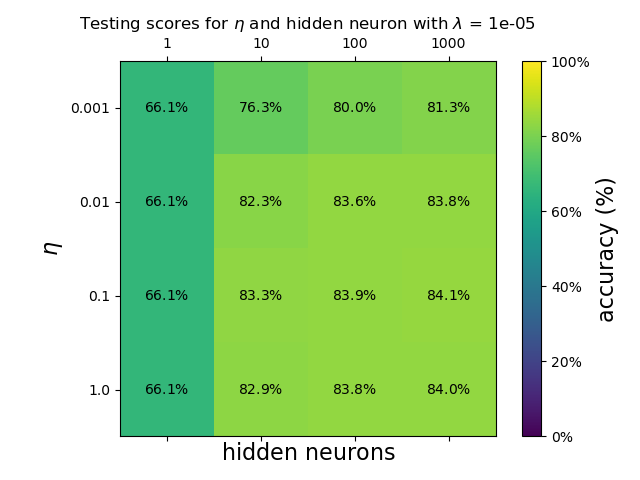 Testing scores for η and hidden neuron with λ = 1e-05
1 10 100 1000
0.001 66.1% 76.3% 80.0% 81.3%
0.01 66.1% 82.3% 83.6% 83.8%
0.1 66.1% 83.3% 83.9% 84.1%
1.0 66.1% 82.9% 83.8% 84.0%
η
hidden neurons
100%
80%
60%
40%
20%
0%
accuracy (%)